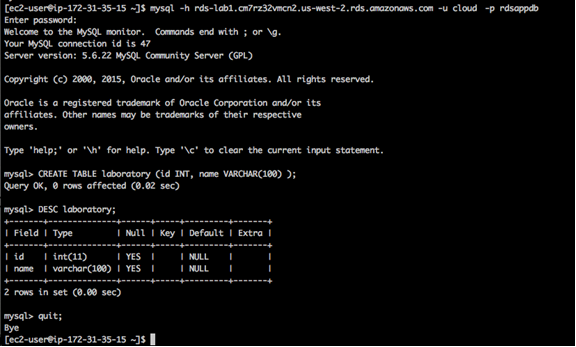 [ec2-user@ip-172-31-35-15 ~]$ mysql -h rds-lab1.cm7rz32vmcn2.us-west-2.rds.amazonaws.com -u cloud  -p rdsappdb
Enter password:
Welcome to the MySQL monitor.  Commands end with ; or \g.
Your MySQL connection id is 47
Server version: 5.6.22 MySQL Community Server (GPL)

Copyright (c) 2000, 2015, Oracle and/or its affiliates. All rights reserved.

Oracle is a registered trademark of Oracle Corporation and/or its
affiliates. Other names may be trademarks of their respective
owners.

Type 'help;' or '\h' for help. Type '\c' to clear the current input statement.

mysql> CREATE TABLE laboratory (id INT, name VARCHAR(100) );
Query OK, 0 rows affected (0.02 sec)

mysql> DESC laboratory;
+-------+--------------+------+-----+---------+-------+
| Field | Type         | Null | Key | Default | Extra |
+-------+--------------+------+-----+---------+-------+
| id    | int(11)      | YES  |     | NULL    |       |
| name  | varchar(100) | YES  |     | NULL    |       |
+-------+--------------+------+-----+---------+-------+
2 rows in set (0.00 sec)

mysql> quit;
Bye
[ec2-user@ip-172-31-35-15 ~]$